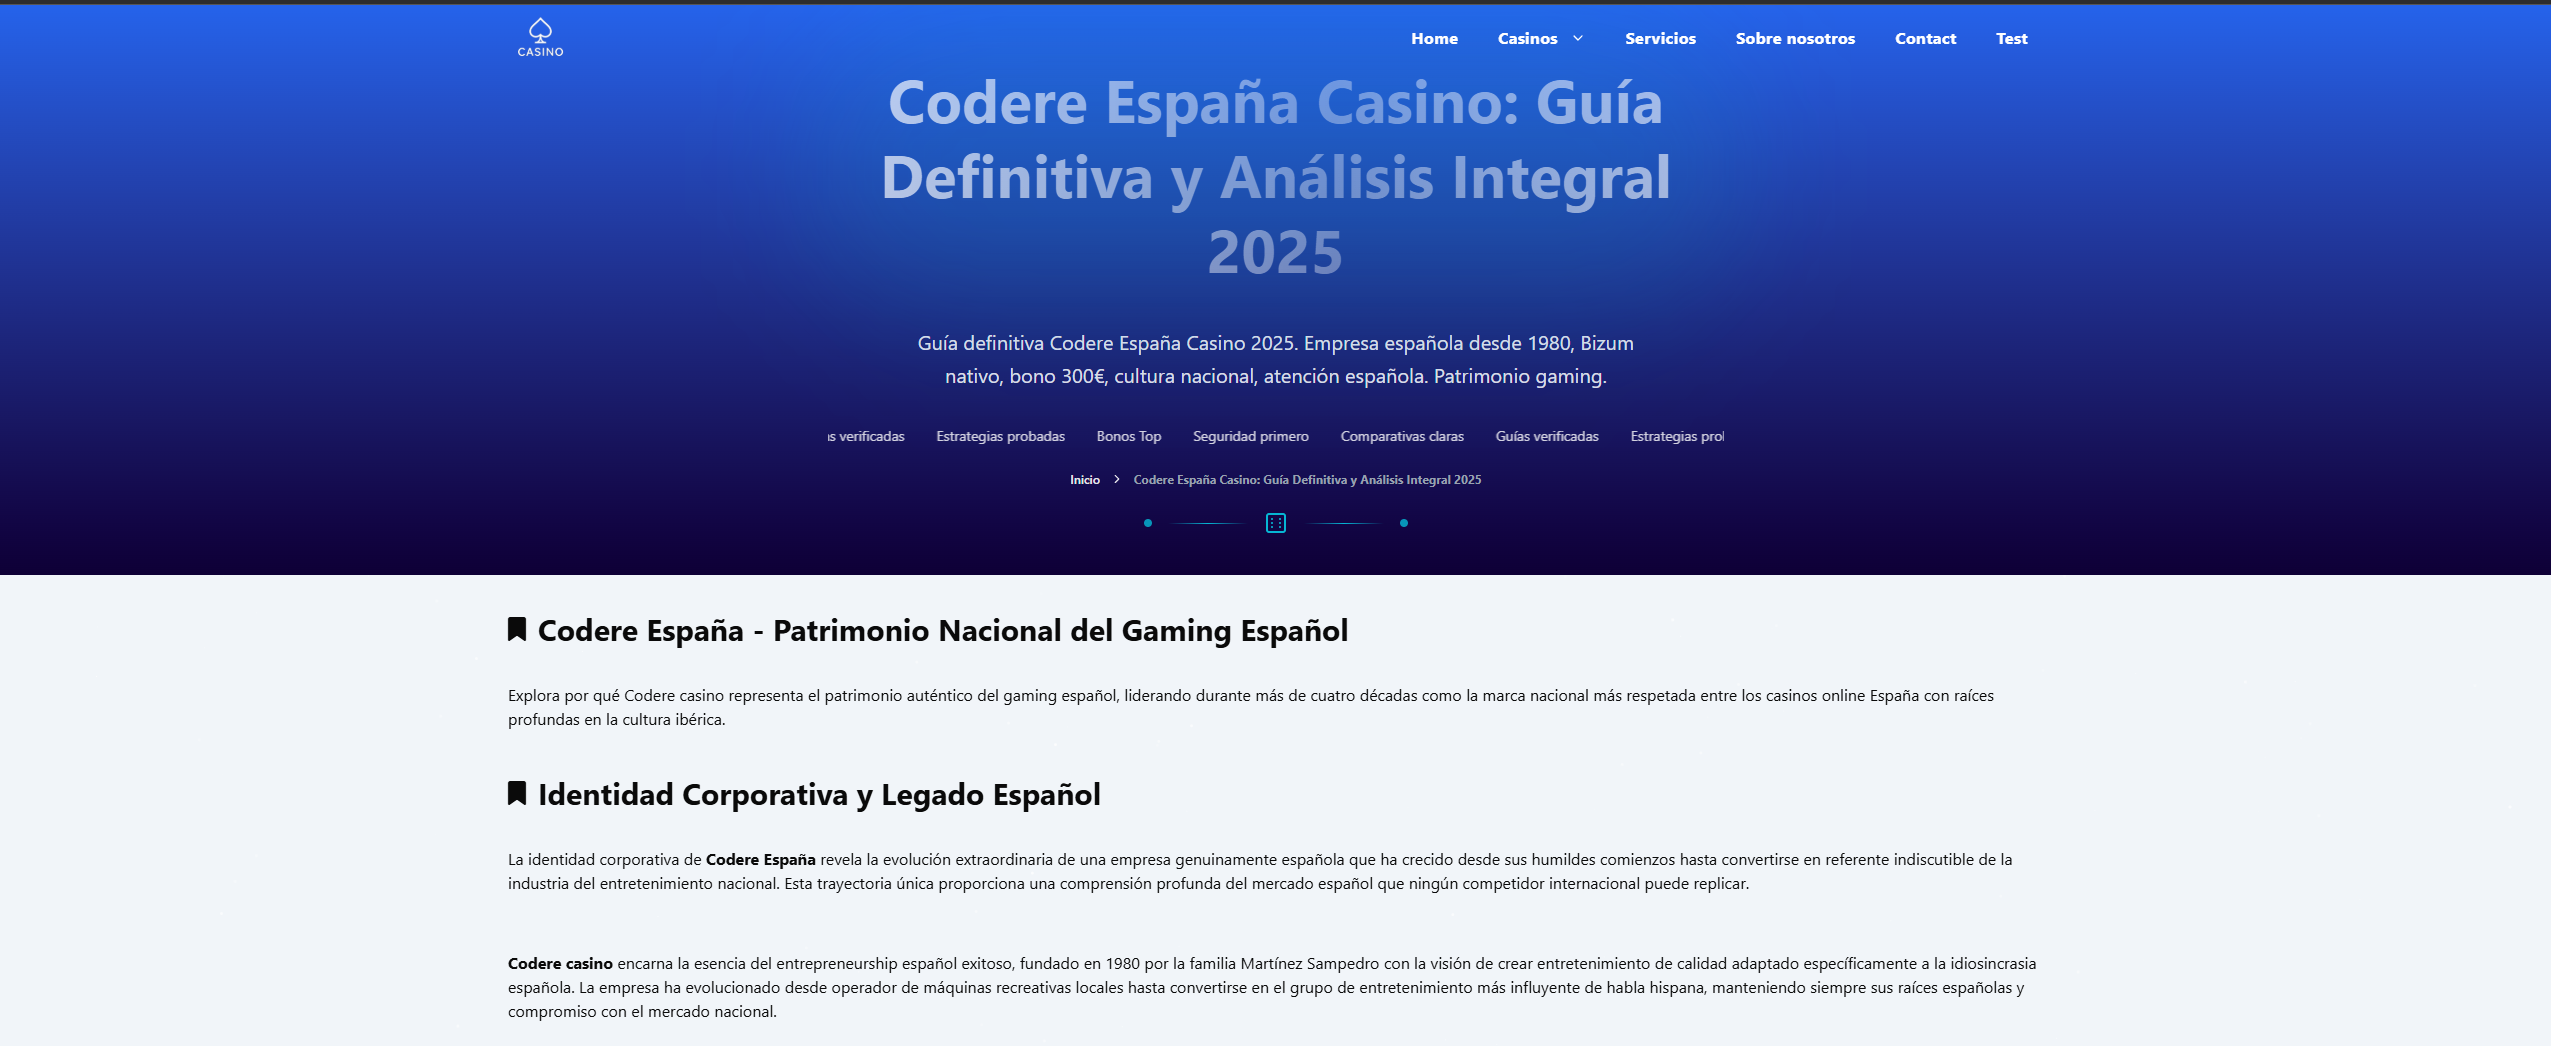 CASINO
Home Casinos Servicios Sobre nosotros Contact Test
Codere España Casino: Guía
Definitiva y Análisis Integral
2025
Guía definitiva Codere España Casino 2025. Empresa española desde 1980, Bizum
nativo, bono 300€, cultura nacional, atención española. Patrimonio gaming.
verificadas Estrategias probadas Bonos Top Seguridad primero Comparativas claras Guías verificadas Estrategias
Inicio Codere España Casino: Guía Definitiva y Análisis Integral 2025
Codere España - Patrimonio Nacional del Gaming Español
Explora por qué Codere casino representa el patrimonio auténtico del gaming español, liderando durante más de cuatro décadas como la marca nacional más respetada entre los casinos online España con raíces
profundas en la cultura ibérica.
Identidad Corporativa y Legado Español
La identidad corporativa de Codere España revela la evolución extraordinaria de una empresa genuinamente española que ha crecido desde sus humildes comienzos hasta convertirse en referente indiscutible de la
industria del entretenimiento nacional. Esta trayectoria única proporciona una comprensión profunda del mercado español que ningún competidor internacional puede replicar.
Codere casino encarna la esencia del entrepreneurship español exitoso, fundado en 1980 por la familia Martínez Sampedro con la visión de crear entretenimiento de calidad adaptado específicamente a la idiosincrasia
española. La empresa ha evolucionado desde operador de máquinas recreativas locales hasta convertirse en el grupo de entretenimiento más influyente de habla hispana, manteniendo siempre sus raíces españolas y
compromiso con el mercado nacional.